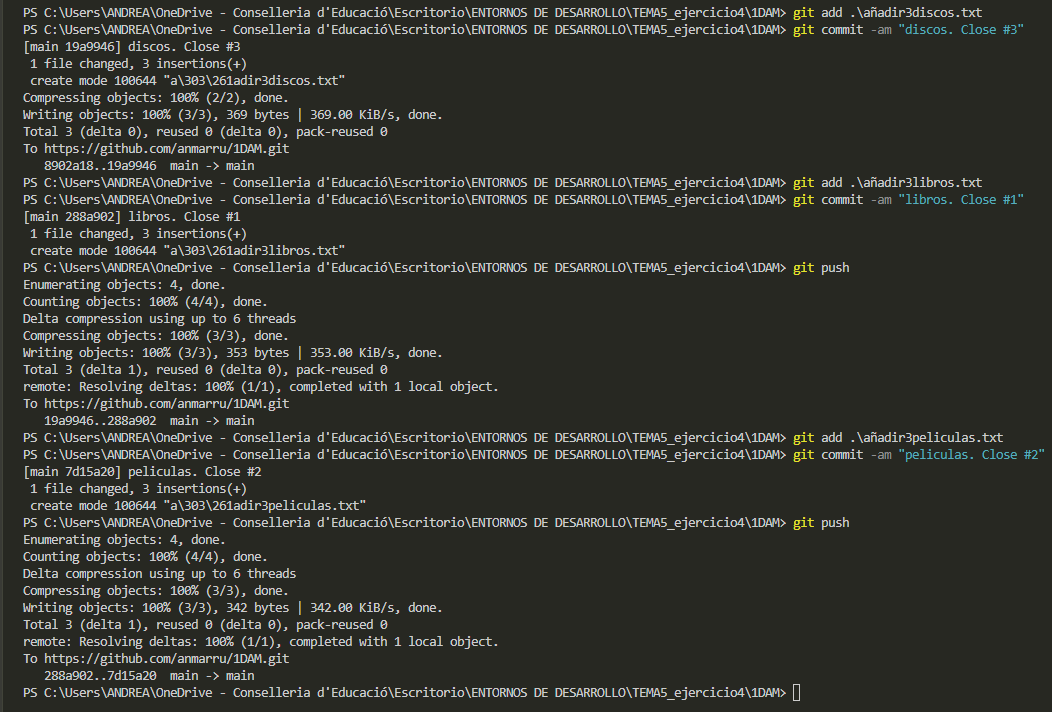 PS C:\Users\ANDREA\OneDrive - Conselleria d'Educació\Escritorio\ENTORNOS DE DESARROLLO\TEMA5_ejercicio4\1DAM> git add .\añadir3discos.txt
PS C:\Users\ANDREA\OneDrive - Conselleria d'Educació\Escritorio\ENTORNOS DE DESARROLLO\TEMA5_ejercicio4\1DAM> git commit -am "discos. Close #3"
[main 19a9946] discos. Close #3
 1 file changed, 3 insertions(+)
 create mode 100644 "a\303\261adir3discos.txt"
Compressing objects: 100% (2/2), done.
Writing objects: 100% (3/3), 369 bytes | 369.00 KiB/s, done.
Total 3 (delta 0), reused 0 (delta 0), pack-reused 0
To https://github.com/anmarru/1DAM.git
   8902a18..19a9946  main -> main
PS C:\Users\ANDREA\OneDrive - Conselleria d'Educació\Escritorio\ENTORNOS DE DESARROLLO\TEMA5_ejercicio4\1DAM> git add .\añadir3libros.txt
PS C:\Users\ANDREA\OneDrive - Conselleria d'Educació\Escritorio\ENTORNOS DE DESARROLLO\TEMA5_ejercicio4\1DAM> git commit -am "libros. Close #1"
[main 288a902] libros. Close #1
 1 file changed, 3 insertions(+)
 create mode 100644 "a\303\261adir3libros.txt"
PS C:\Users\ANDREA\OneDrive - Conselleria d'Educació\Escritorio\ENTORNOS DE DESARROLLO\TEMA5_ejercicio4\1DAM> git push
Enumerating objects: 4, done.
Counting objects: 100% (4/4), done.
Delta compression using up to 6 threads
Compressing objects: 100% (3/3), done.
Writing objects: 100% (3/3), 353 bytes | 353.00 KiB/s, done.
Total 3 (delta 1), reused 0 (delta 0), pack-reused 0
remote: Resolving deltas: 100% (1/1), completed with 1 local object.
To https://github.com/anmarru/1DAM.git
   19a9946..288a902  main -> main
PS C:\Users\ANDREA\OneDrive - Conselleria d'Educació\Escritorio\ENTORNOS DE DESARROLLO\TEMA5_ejercicio4\1DAM> git add .\añadir3peliculas.txt
PS C:\Users\ANDREA\OneDrive - Conselleria d'Educació\Escritorio\ENTORNOS DE DESARROLLO\TEMA5_ejercicio4\1DAM> git commit -am "peliculas. Close #2"
[main 7d15a20] peliculas. Close #2
 1 file changed, 3 insertions(+)
 create mode 100644 "a\303\261adir3peliculas.txt"
PS C:\Users\ANDREA\OneDrive - Conselleria d'Educació\Escritorio\ENTORNOS DE DESARROLLO\TEMA5_ejercicio4\1DAM> git push
Enumerating objects: 4, done.
Counting objects: 100% (4/4), done.
Delta compression using up to 6 threads
Compressing objects: 100% (3/3), done.
Writing objects: 100% (3/3), 342 bytes | 342.00 KiB/s, done.
Total 3 (delta 1), reused 0 (delta 0), pack-reused 0
remote: Resolving deltas: 100% (1/1), completed with 1 local object.
To https://github.com/anmarru/1DAM.git
   288a902..7d15a20  main -> main
PS C:\Users\ANDREA\OneDrive - Conselleria d'Educació\Escritorio\ENTORNOS DE DESARROLLO\TEMA5_ejercicio4\1DAM>